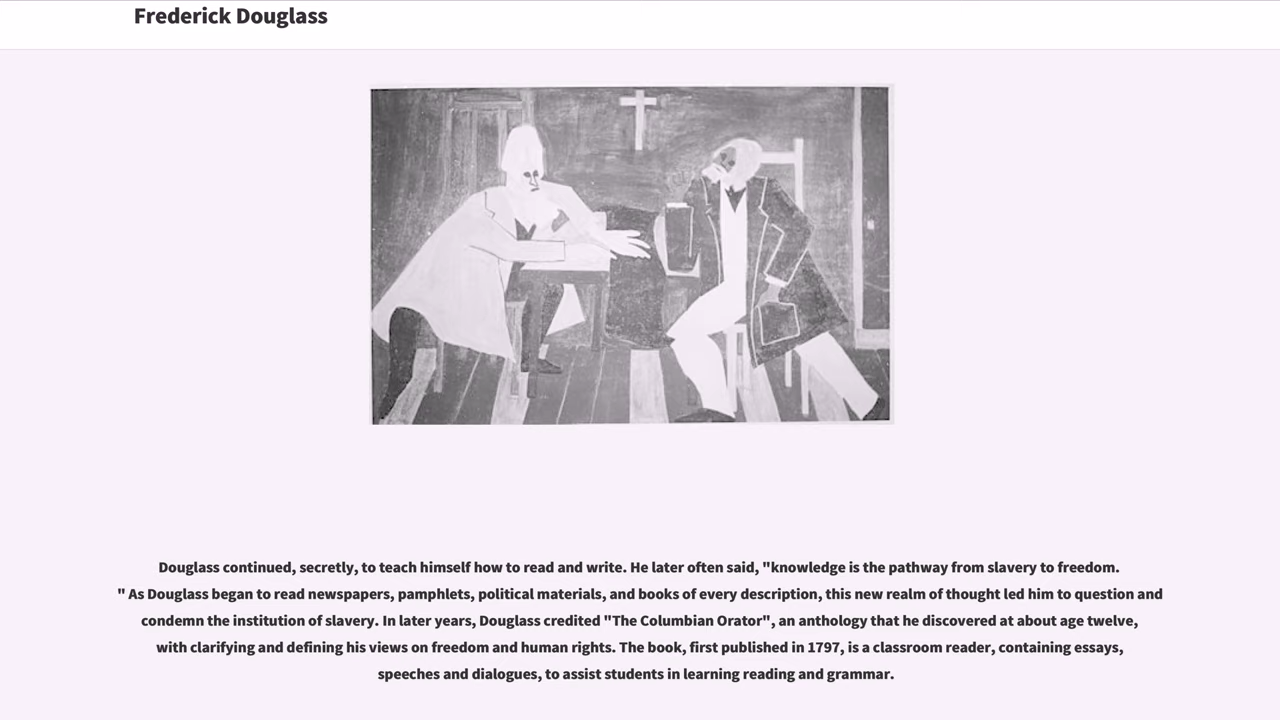 Frederick Douglass
Douglass continued, secretly, to teach himself how to read and write. He later often said, "knowledge is the pathway from slavery to freedom.
" As Douglass began to read newspapers, pamphlets, political materials, and books of every description, this new realm of thought led him to question and
condemn the institution of slavery. In later years, Douglass credited "The Columbian Orator", an anthology that he discovered at about age twelve,
with clarifying and defining his views on freedom and human rights. The book, first published in 1797, is a classroom reader, containing essays,
speeches and dialogues, to assist students in learning reading and grammar.